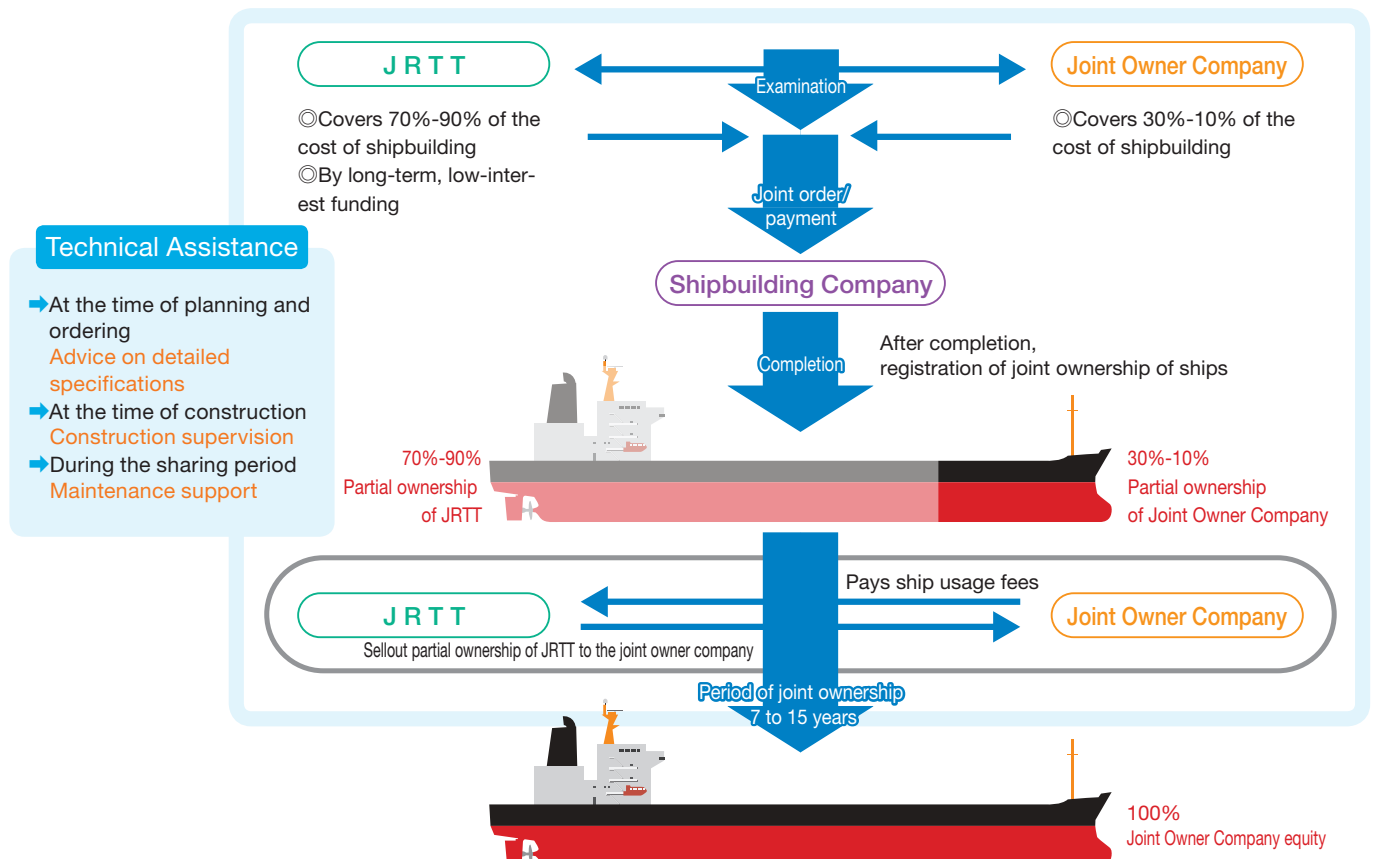 J R T T
Joint Owner Company
Examination
◎Covers 70%-90% of the
cost of shipbuilding
◎By long-term, low-inter-
est funding
◎Covers 30%-10% of the
cost of shipbuilding
Joint order/
payment
Technical Assistance
➡At the time of planning and
ordering
Advice on detailed
specifications
➡At the time of construction
Construction supervision
➡During the sharing period
Maintenance support
Shipbuilding Company
Completion
After completion,
registration of joint ownership of ships
70%-90%
Partial ownership
of JRTT
30%-10%
Partial ownership
of Joint Owner Company
Pays ship usage fees
J R T T
Joint Owner Company
Sellout partial ownership of JRTT to the joint owner company
Period of joint ownership
7 to 15 years
100%
Joint Owner Company equity